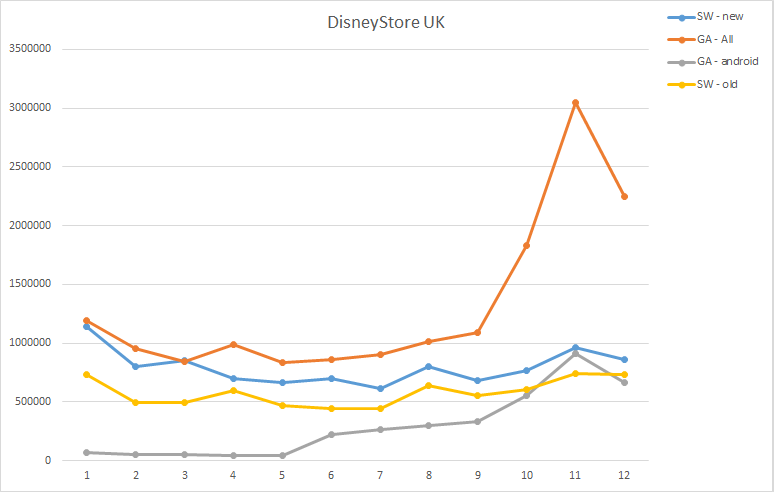 DisneyStore UK
SW - new
GA - All
GA - android
SW - old
3500000
3000000
2500000
2000000
1500000
1000000
500000
0
1 2 3 4 5 6 7 8 9 10 11 12